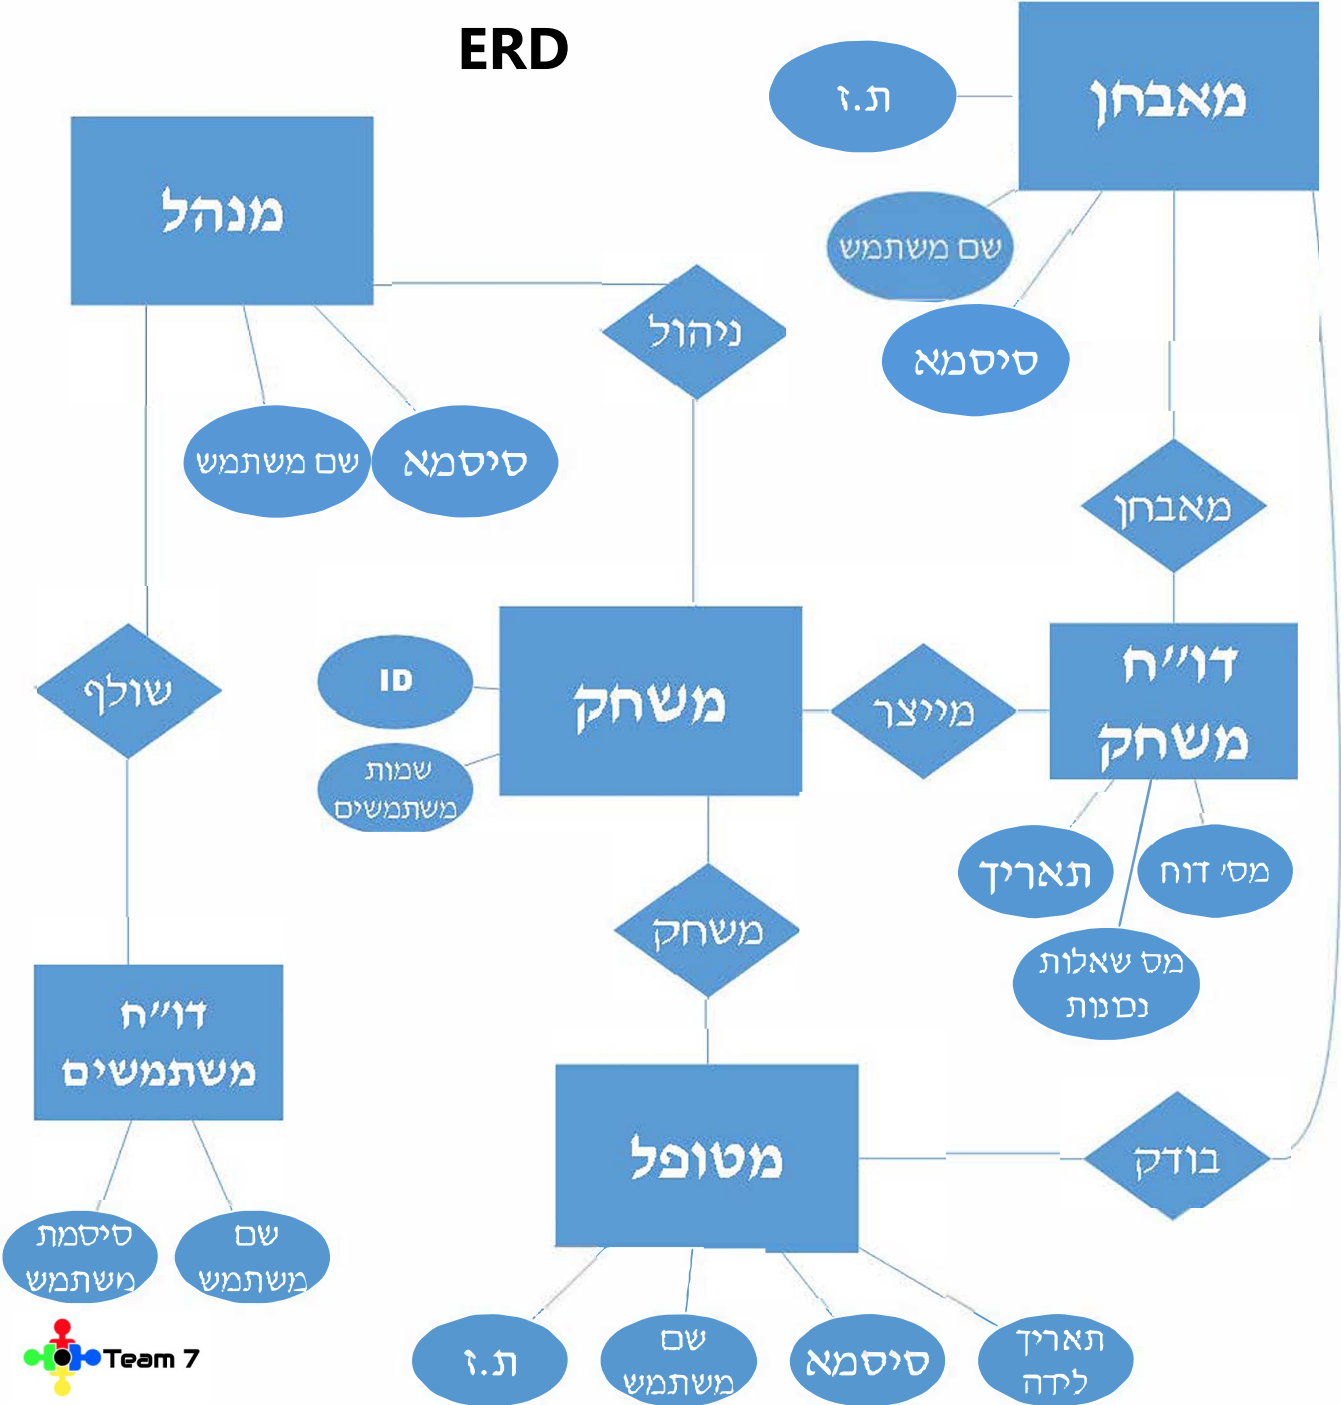 ERD
מאבחן
ת.ז
שם משתמש
סיסמא
מנהל
ניהול
שם משתמש
סיסמא
מאבחן
שולף
ID
שמות
משתמשים
משחק
מייצר
דו״ח
משחק
תאריך
מס׳ דוח
מס שאלות
נכונות
משחק
דו״ח
משתמשים
סיסמת
משתמש
שם
משתמש
מטופל
בודק
ת.ז
שם
משתמש
סיסמא
תאריך
לידה
Team 7